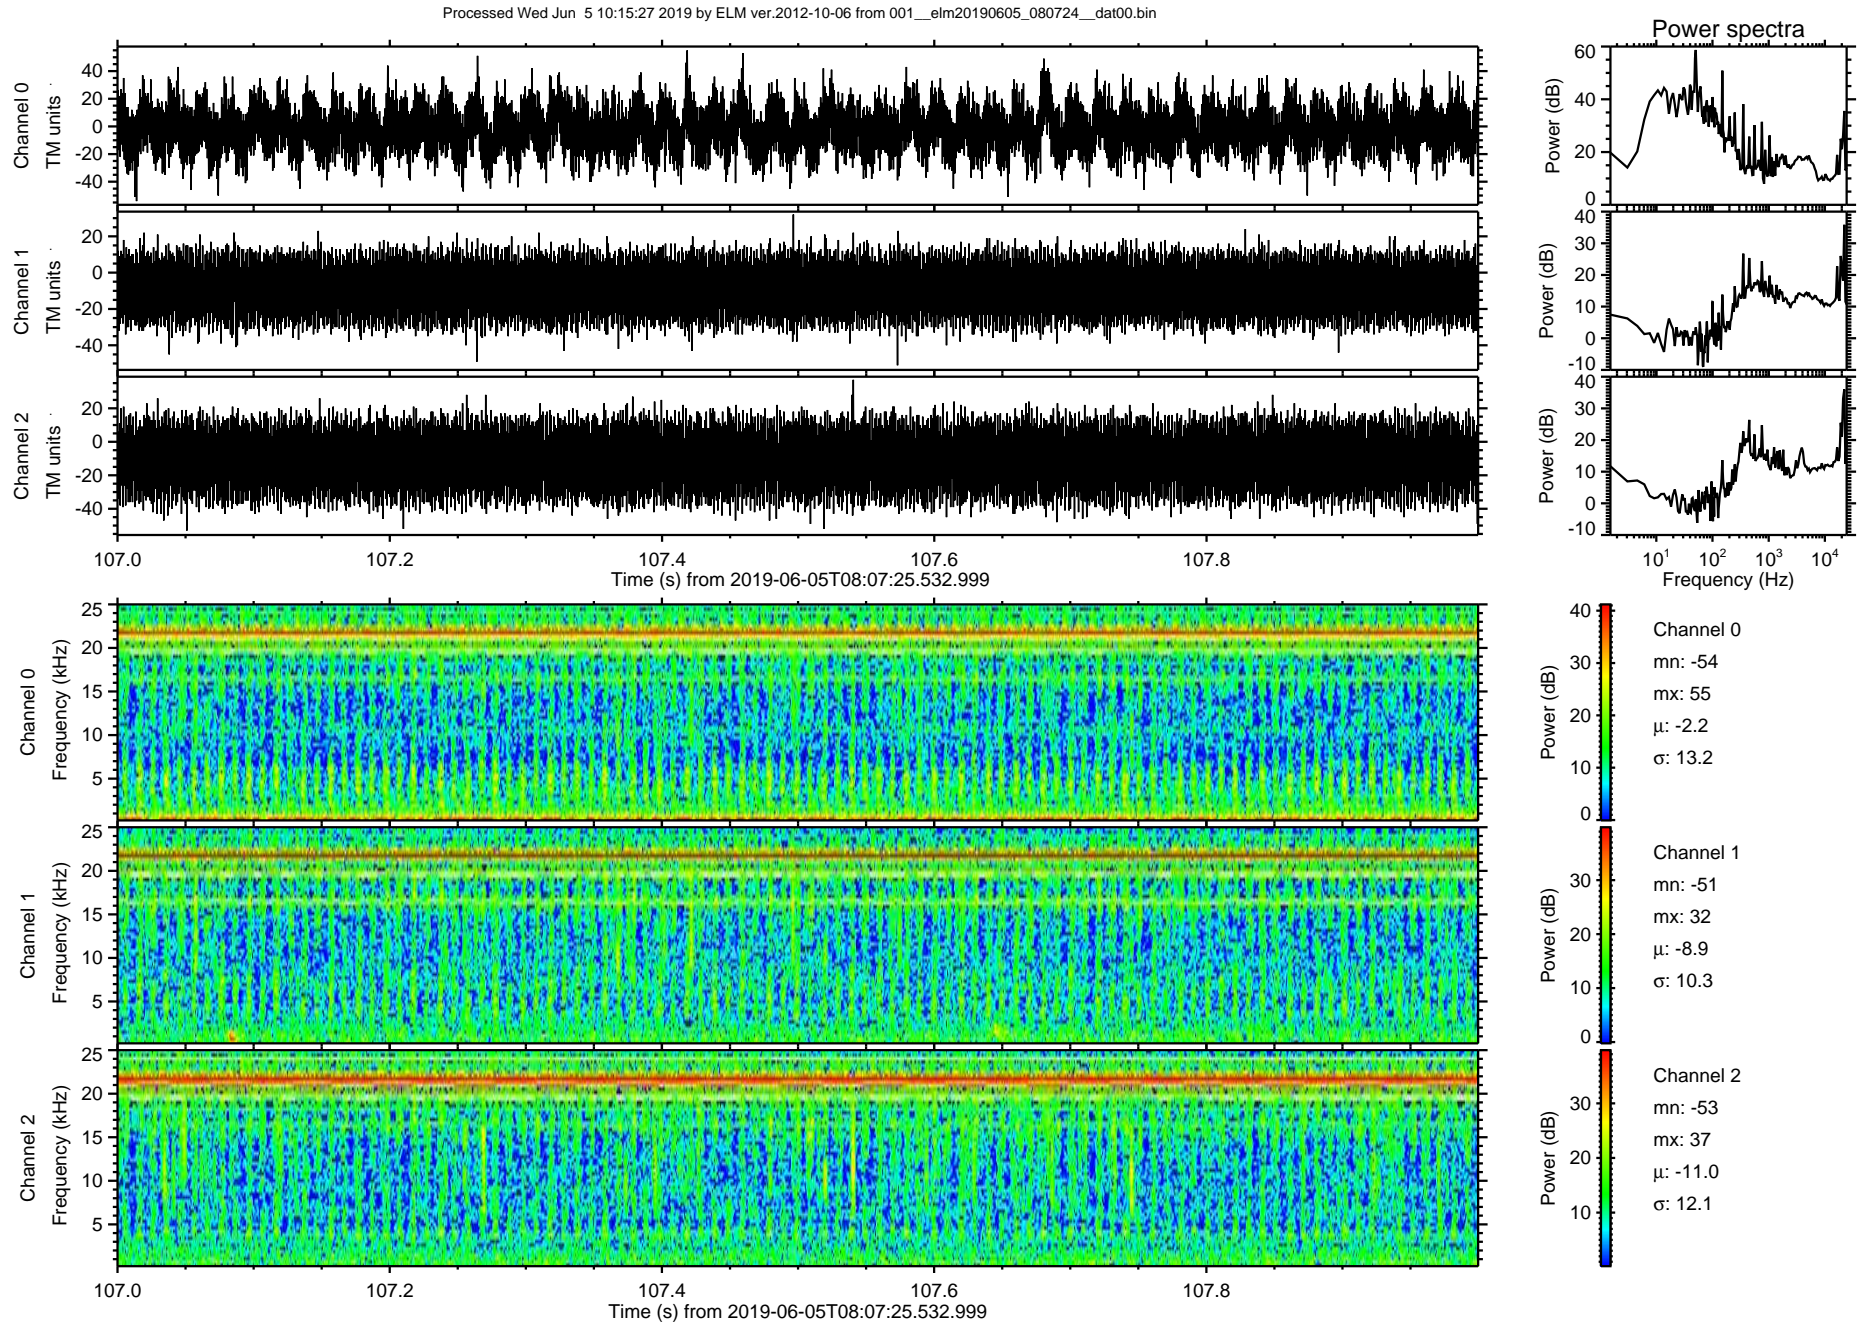 Processed Wed Jun  5 10:15:27 2019 by ELM ver.2012-10-06 from 001__elm20190605_080724__dat00.bin
Power spectra
Channel 0
TM units
40
20
0
-20
-40
Power (dB)
60
40
20
0
Channel 1
TM units
20
0
-20
-40
Power (dB)
40
30
20
10
0
-10
Channel 2
TM units
20
0
-20
-40
Power (dB)
40
30
20
10
0
-10
107.0 107.2 107.4 107.6 107.8
Time (s) from 2019-06-05T08:07:25.532.999
10^1 10^2 10^3 10^4
Frequency (Hz)
Channel 0
Frequency (kHz)
25
20
15
10
5
Power (dB)
40
30
20
10
0
Channel 0
mn: -54
mx: 55
μ: -2.2
σ: 13.2
Channel 1
Frequency (kHz)
25
20
15
10
5
Power (dB)
30
20
10
0
Channel 1
mn: -51
mx: 32
μ: -8.9
σ: 10.3
Channel 2
Frequency (kHz)
25
20
15
10
5
Power (dB)
30
20
10
Channel 2
mn: -53
mx: 37
μ: -11.0
σ: 12.1
107.0 107.2 107.4 107.6 107.8
Time (s) from 2019-06-05T08:07:25.532.999